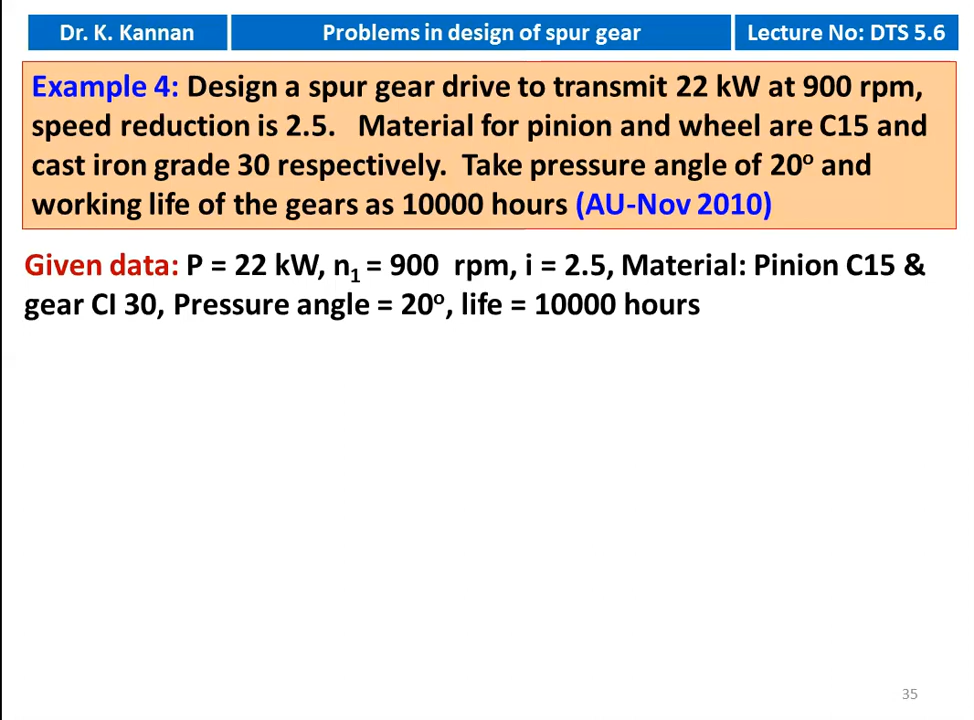 Dr. K. Kannan
Problems in design of spur gear
Lecture No: DTS 5.6
Example 4: Design a spur gear drive to transmit 22 kW at 900 rpm,
speed reduction is 2.5. Material for pinion and wheel are C15 and
cast iron grade 30 respectively. Take pressure angle of 20º and
working life of the gears as 10000 hours (AU-Nov 2010)
Given data: P = 22 kW, n₁ = 900 rpm, i = 2.5, Material: Pinion C15 &
gear CI 30, Pressure angle = 20º, life = 10000 hours
35